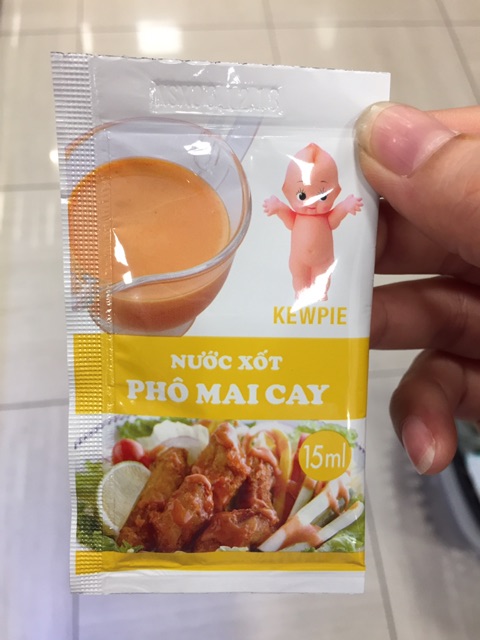 KEWPIE
NƯỚC XỐT
PHÔ MAI CAY
15ml